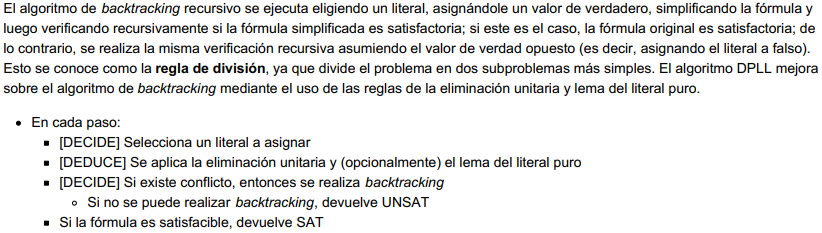 El algoritmo de backtracking recursivo se ejecuta eligiendo un literal, asignándole un valor de verdadero, simplificando la fórmula y
luego verificando recursivamente si la fórmula simplificada es satisfactoria; si este es el caso, la fórmula original es satisfactoria; de
lo contrario, se realiza la misma verificación recursiva asumiendo el valor de verdad opuesto (es decir, asignando el literal a falso).
Esto se conoce como la regla de división, ya que divide el problema en dos subproblemas más simples. El algoritmo DPLL mejora
sobre el algoritmo de backtracking mediante el uso de las reglas de la eliminación unitaria y lema del literal puro.
• En cada paso:
▪ [DECIDE] Selecciona un literal a asignar
▪ [DEDUCE] Se aplica la eliminación unitaria y (opcionalmente) el lema del literal puro
▪ [DECIDE] Si existe conflicto, entonces se realiza backtracking
◦ Si no se puede realizar backtracking, devuelve UNSAT
▪ Si la fórmula es satisfacible, devuelve SAT